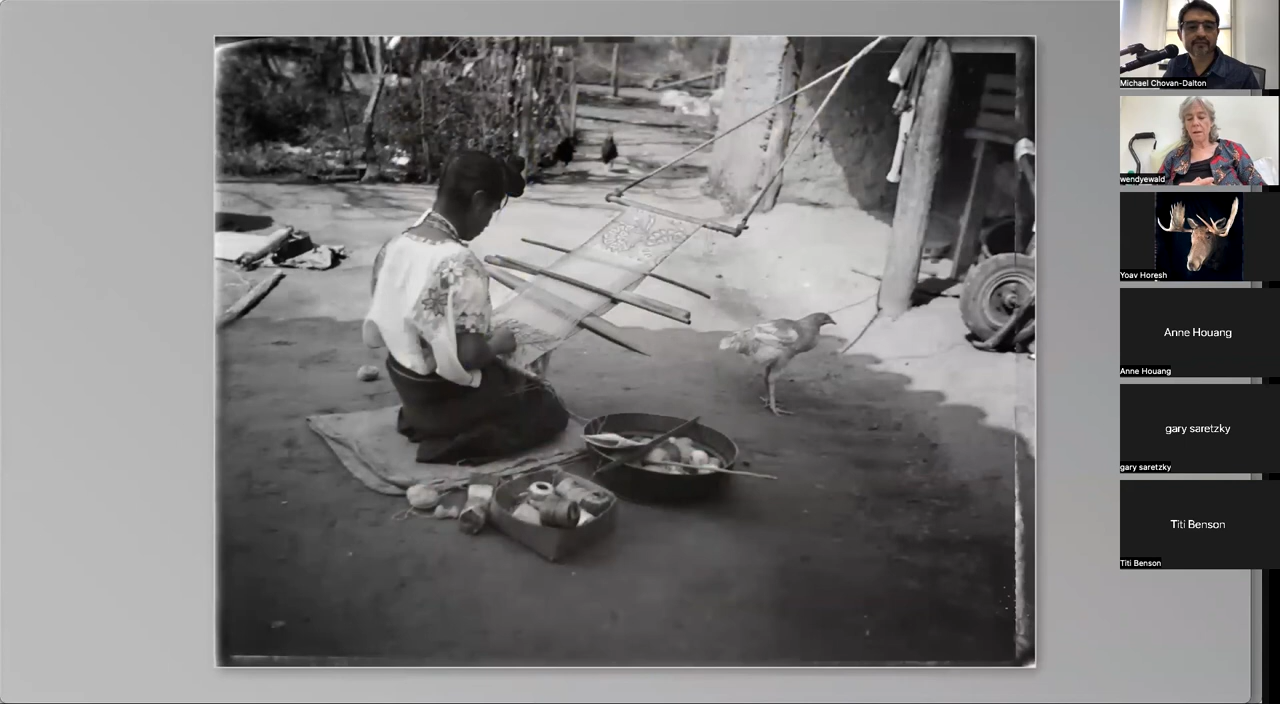 Michael Chovan-Dalton
wendyewald
Yoav Horesh
Anne Houang
Anne Houang
gary saretzky
gary saretzky
Titi Benson
Titi Benson